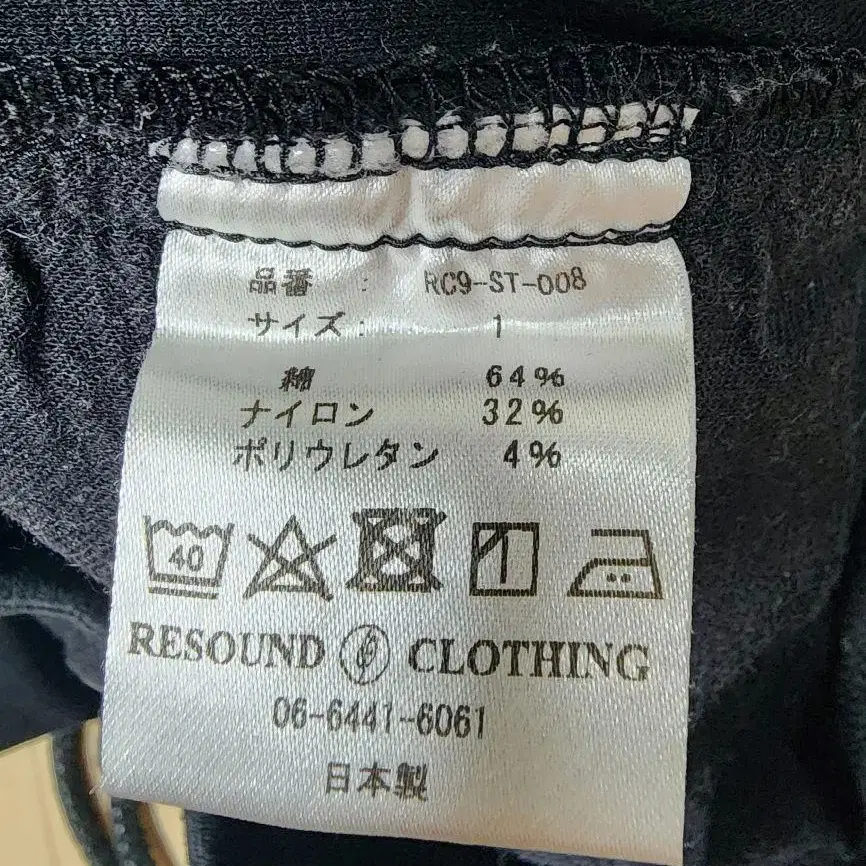 品番 : RC9-ST-008
サイズ: 1
綿 64%
ナイロン 32%
ポリウレタン 4%
40
RESOUND CLOTHING
06-6441-6061
日本製